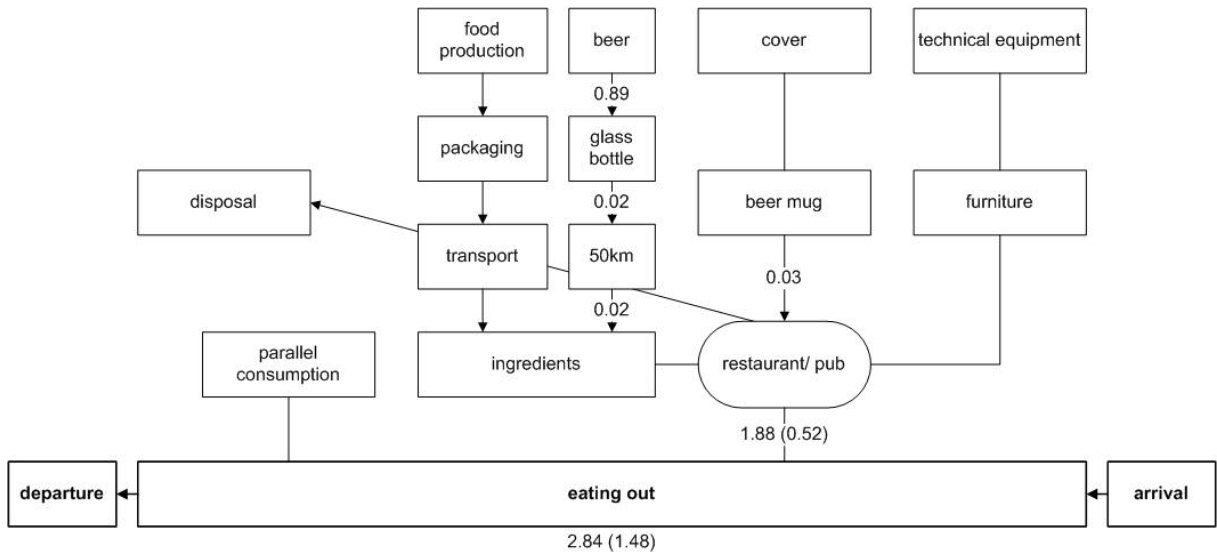 food
production
beer
cover
technical equipment
0.89
packaging
glass
bottle
disposal
0.02
beer mug
furniture
transport
50km
0.03
0.02
parallel
consumption
ingredients
restaurant/ pub
1.88 (0.52)
departure
eating out
arrival
2.84 (1.48)